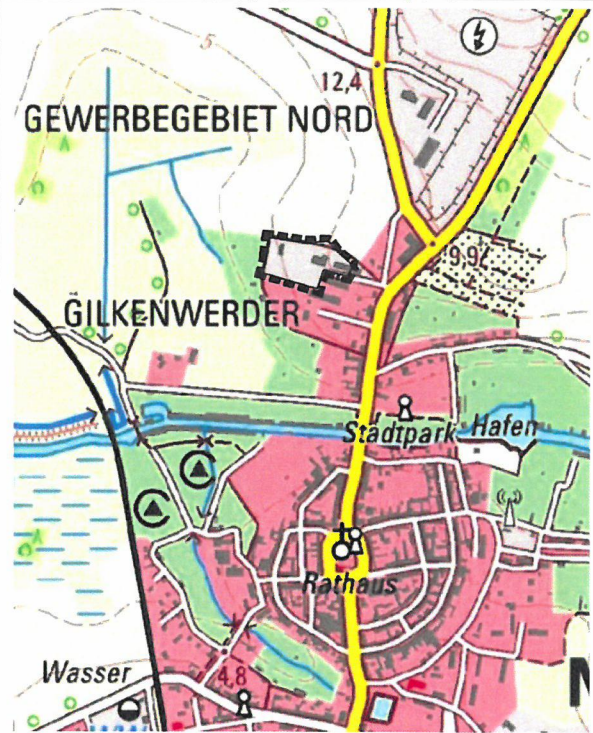 5
12,4
GEWERBEGEBIET NORD
9,9
GILKENWERDER
Stadtpark Hafen
Rathaus
4,8
Wasser